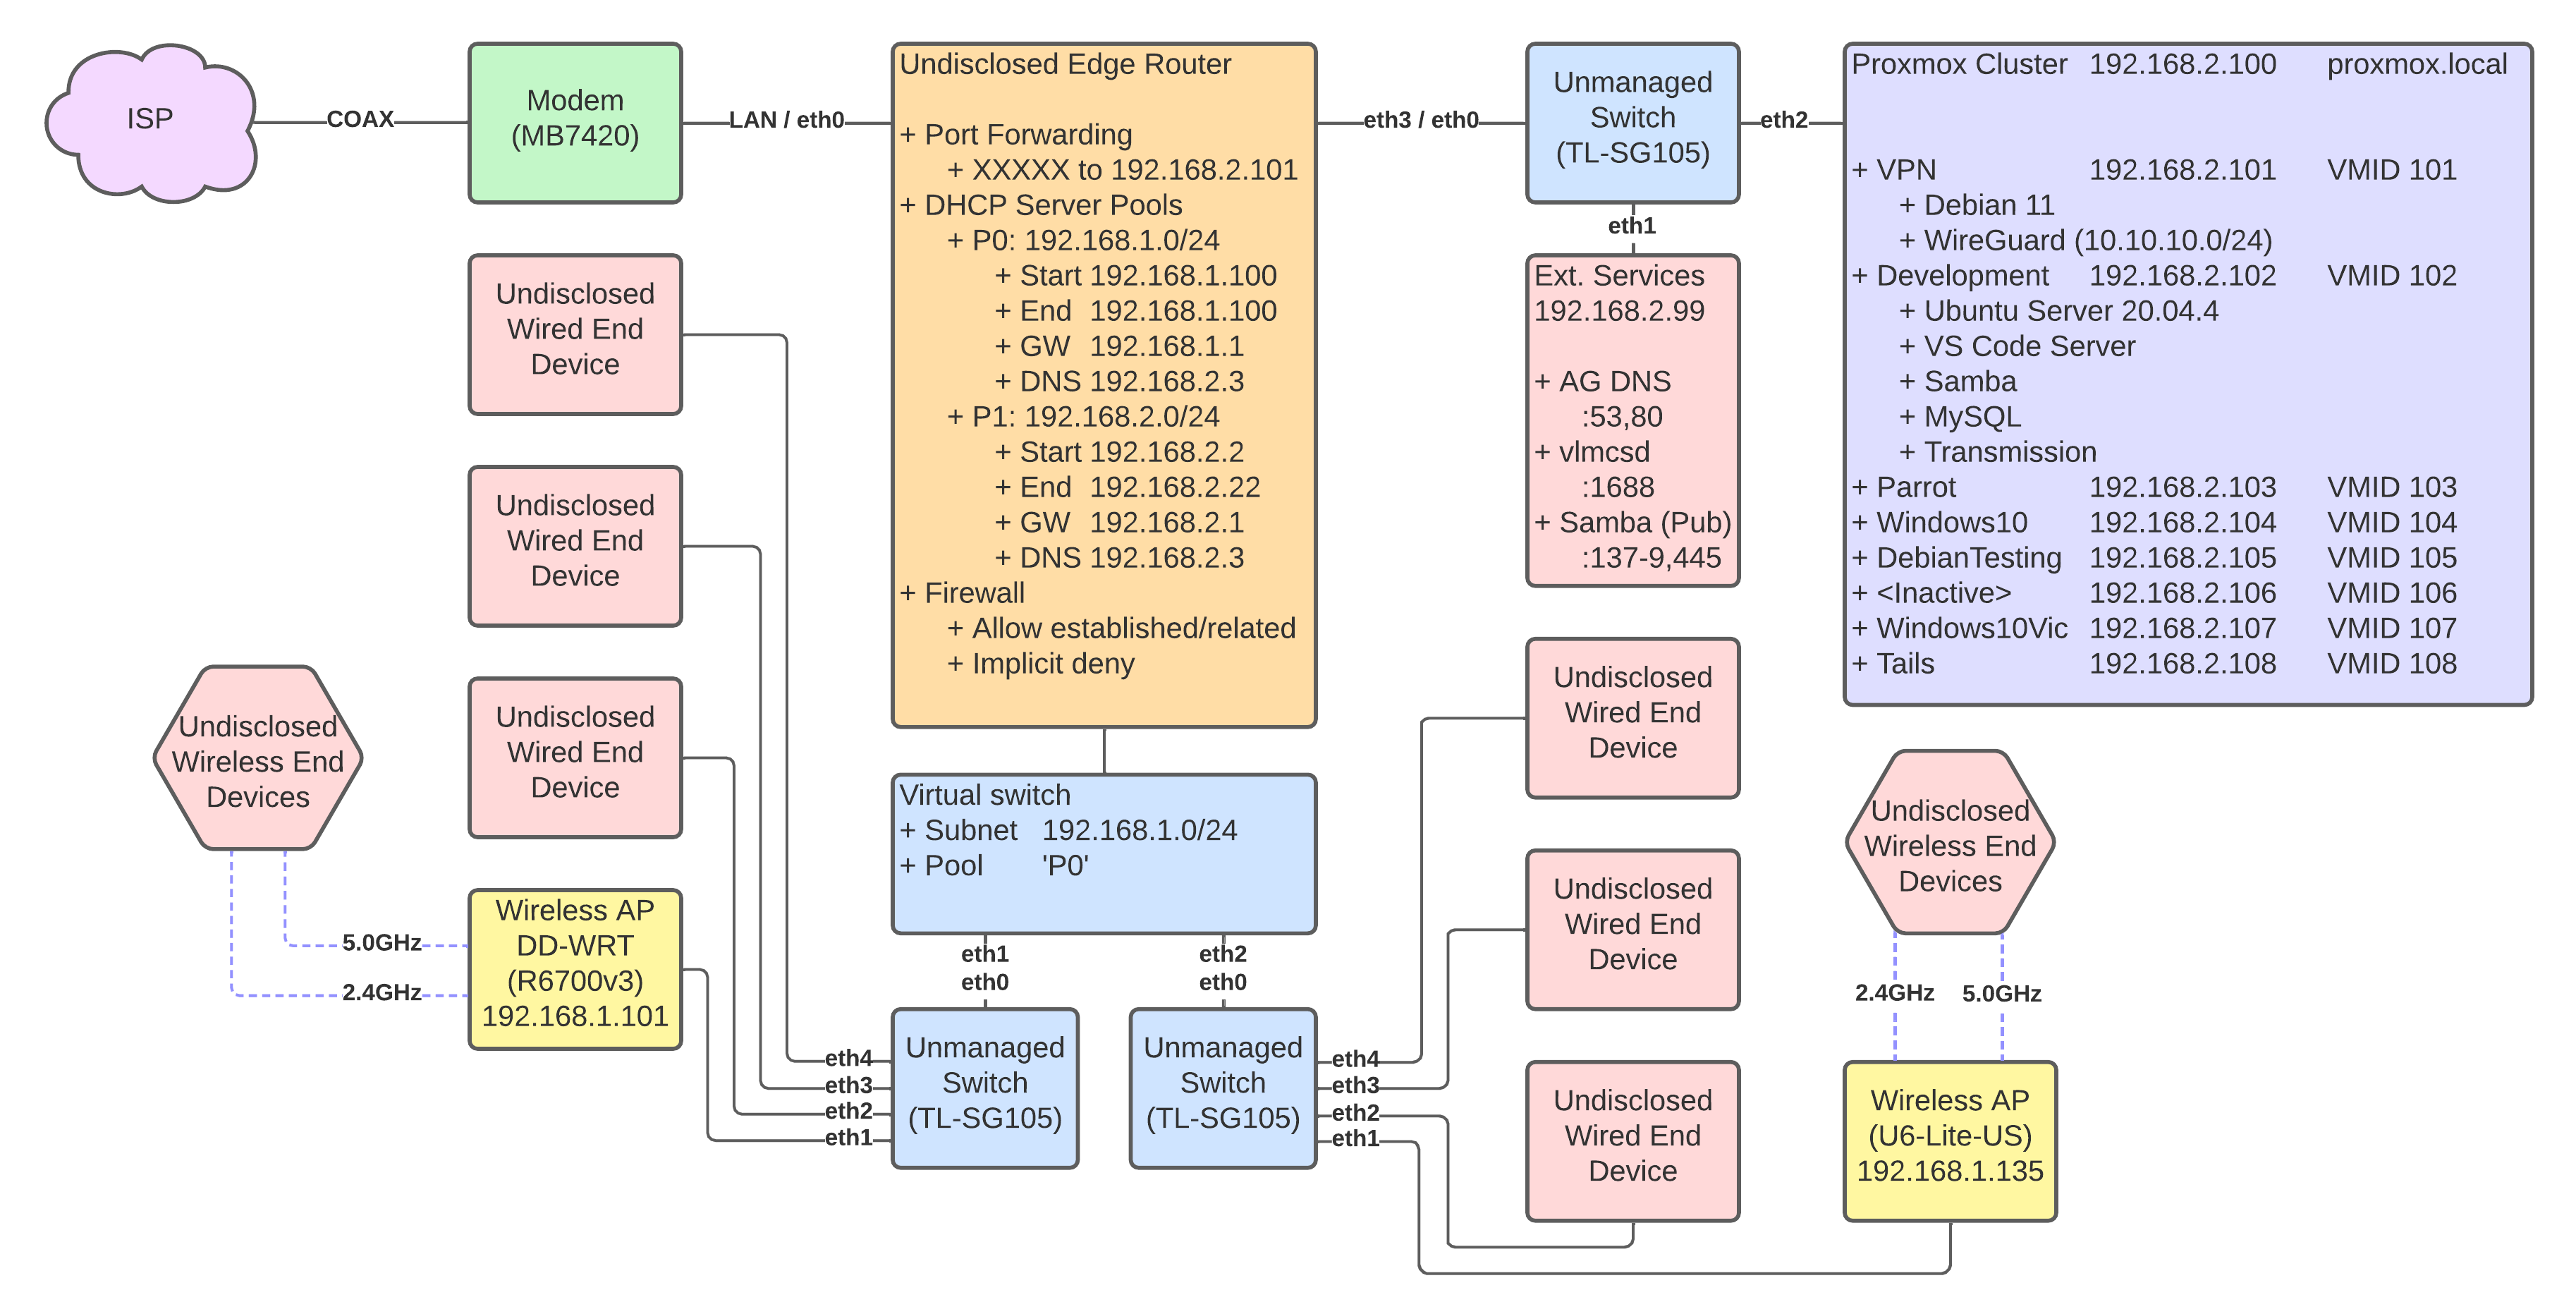 ISP
COAX
Modem
(MB7420)
LAN / eth0
Undisclosed Edge Router
+ Port Forwarding
+ XXXXX to 192.168.2.101
+ DHCP Server Pools
+ P0: 192.168.1.0/24
+ Start 192.168.1.100
+ End 192.168.1.100
+ GW 192.168.1.1
+ DNS 192.168.2.3
+ P1: 192.168.2.0/24
+ Start 192.168.2.2
+ End 192.168.2.22
+ GW 192.168.2.1
+ DNS 192.168.2.3
+ Firewall
+ Allow established/related
+ Implicit deny
eth3 / eth0
Unmanaged
Switch
(TL-SG105)
eth2
eth1
Ext. Services
192.168.2.99
+ AG DNS
:53,80
+ vlmcsd
:1688
+ Samba (Pub)
:137-9,445
Proxmox Cluster 192.168.2.100 proxmox.local
+ VPN 192.168.2.101 VMID 101
+ Debian 11
+ WireGuard (10.10.10.0/24)
+ Development 192.168.2.102 VMID 102
+ Ubuntu Server 20.04.4
+ VS Code Server
+ Samba
+ MySQL
+ Transmission
+ Parrot 192.168.2.103 VMID 103
+ Windows10 192.168.2.104 VMID 104
+ DebianTesting 192.168.2.105 VMID 105
+ <Inactive> 192.168.2.106 VMID 106
+ Windows10Vic 192.168.2.107 VMID 107
+ Tails 192.168.2.108 VMID 108
Undisclosed
Wired End
Device
Undisclosed
Wired End
Device
Undisclosed
Wired End
Device
Undisclosed
Wireless End
Devices
5.0GHz
2.4GHz
Wireless AP
DD-WRT
(R6700v3)
192.168.1.101
Virtual switch
+ Subnet 192.168.1.0/24
+ Pool 'P0'
eth1
eth0
eth2
eth0
eth4
eth3
eth2
eth1
Unmanaged
Switch
(TL-SG105)
Unmanaged
Switch
(TL-SG105)
eth4
eth3
eth2
eth1
Undisclosed
Wired End
Device
Undisclosed
Wired End
Device
Undisclosed
Wired End
Device
Undisclosed
Wireless End
Devices
2.4GHz
5.0GHz
Wireless AP
(U6-Lite-US)
192.168.1.135